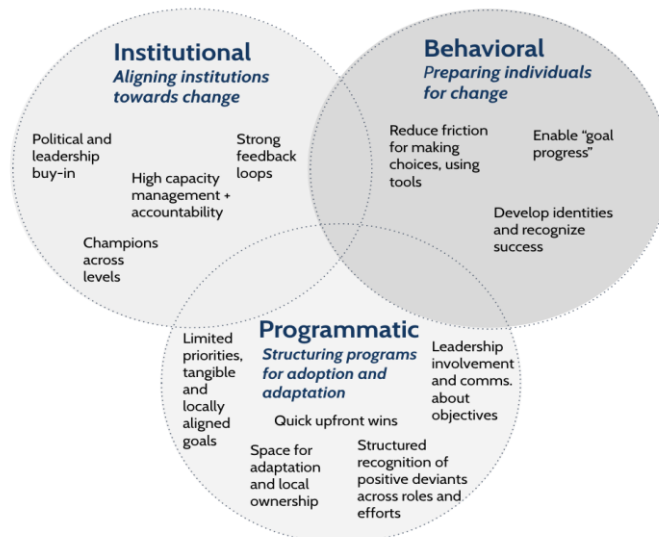 Institutional
Aligning institutions
towards change
Political and
leadership
buy-in
Strong
feedback
loops
High capacity
management +
accountability
Champions
across
levels
Behavioral
Preparing individuals
for change
Reduce friction
for making
choices, using
tools
Enable “goal
progress”
Develop identities
and recognize
success
Programmatic
Structuring programs
for adoption and
adaptation
Limited
priorities,
tangible
and
locally
aligned
goals
Leadership
involvement
and comms.
about
objectives
Quick upfront wins
Space for
adaptation
and local
ownership
Structured
recognition of
positive deviants
across roles and
efforts